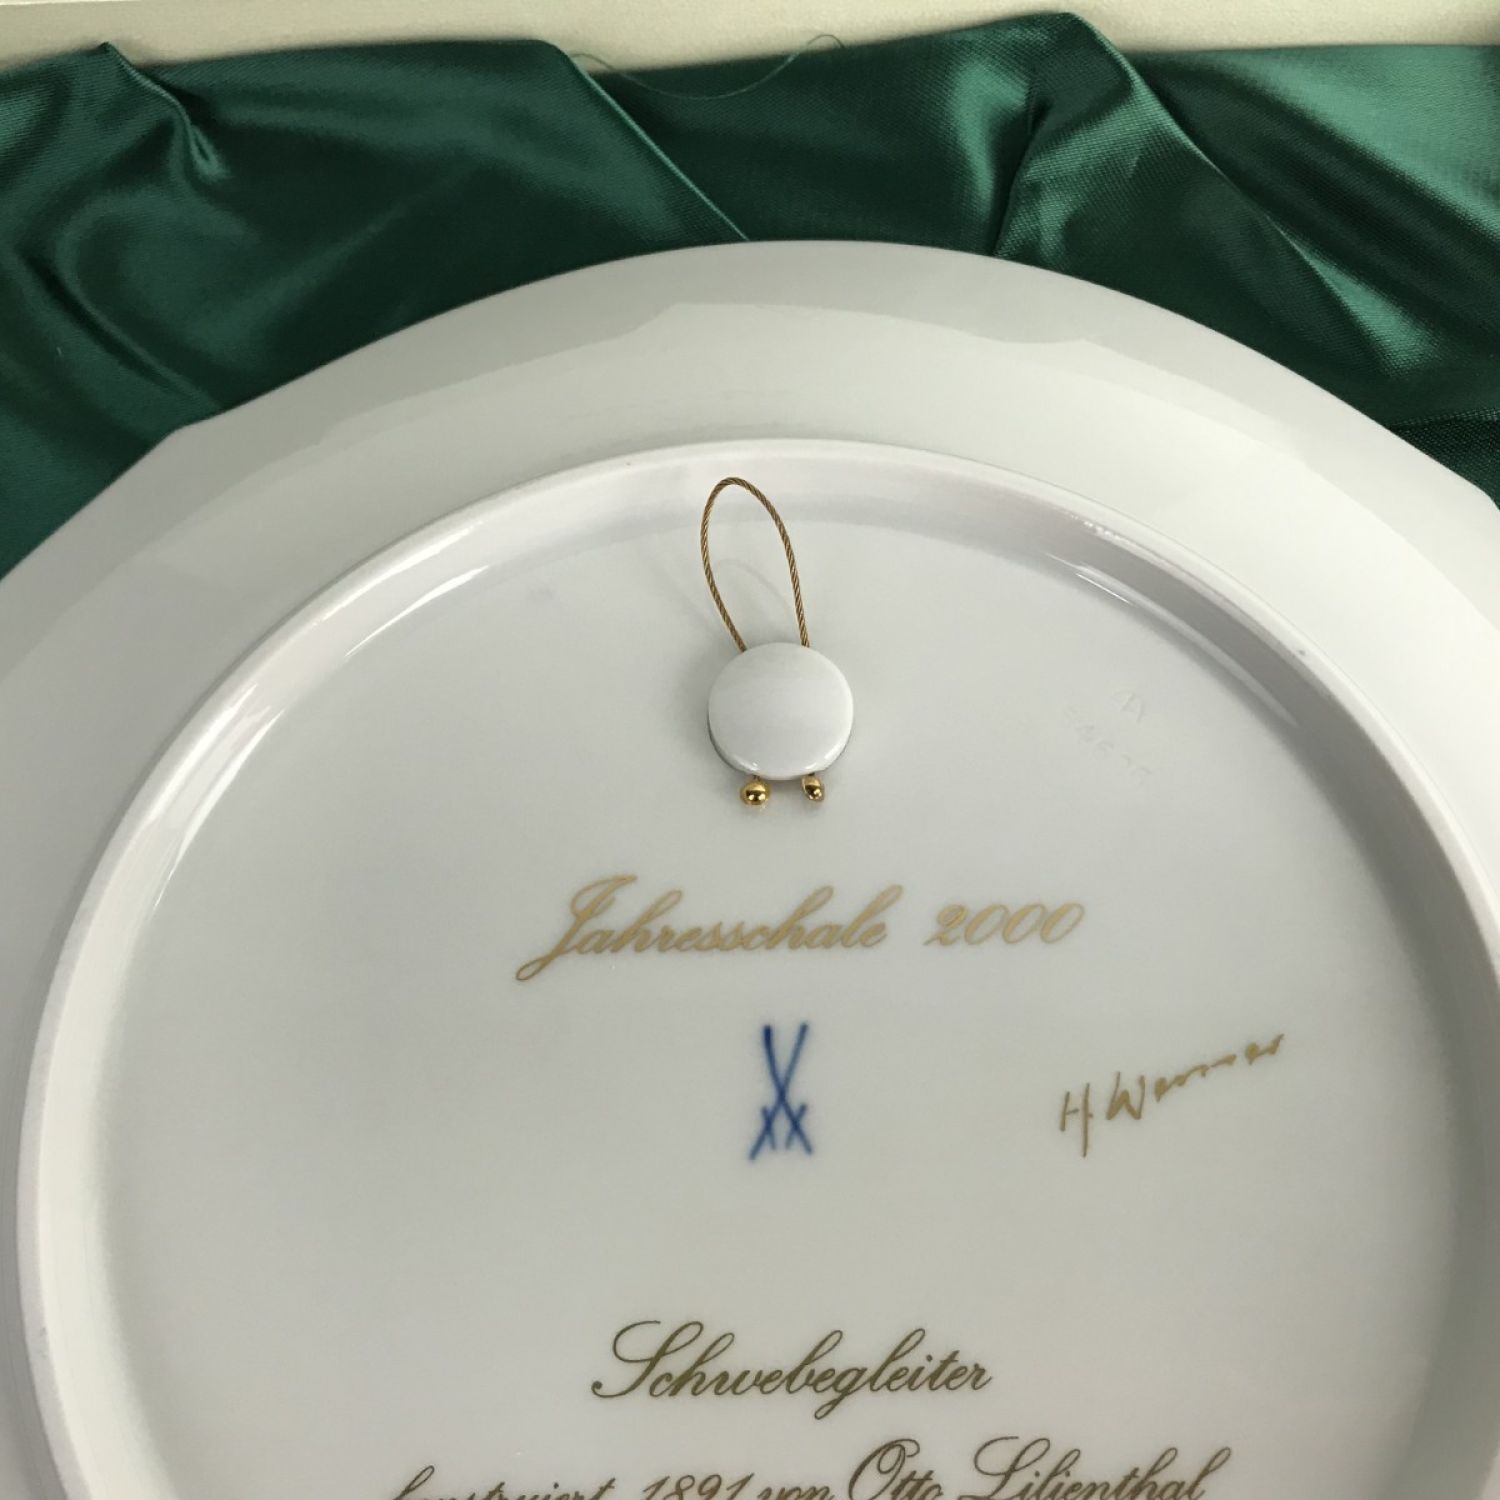 Jahresschale 2000
H. Werner
Schwebegleiter
konstruiert 1891 von Otto Lilienthal